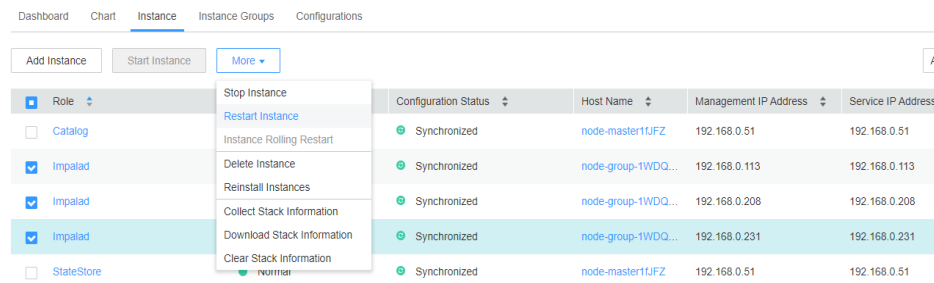 Dashboard Chart Instance Instance Groups Configurations
Add Instance Start Instance More
Stop Instance
Role Configuration Status Host Name Management IP Address Service IP Address
Restart Instance
Catalog Synchronized node-master1fJFZ 192.168.0.51 192.168.0.51
Instance Rolling Restart
Delete Instance
Impalad Synchronized node-group-1WDQ... 192.168.0.113 192.168.0.113
Reinstall Instances
Impalad Synchronized node-group-1WDQ... 192.168.0.208 192.168.0.208
Collect Stack Information
Download Stack Information
Impalad Synchronized node-group-1WDQ... 192.168.0.231 192.168.0.231
Clear Stack Information
StateStore Normal Synchronized node-master1fJFZ 192.168.0.51 192.168.0.51